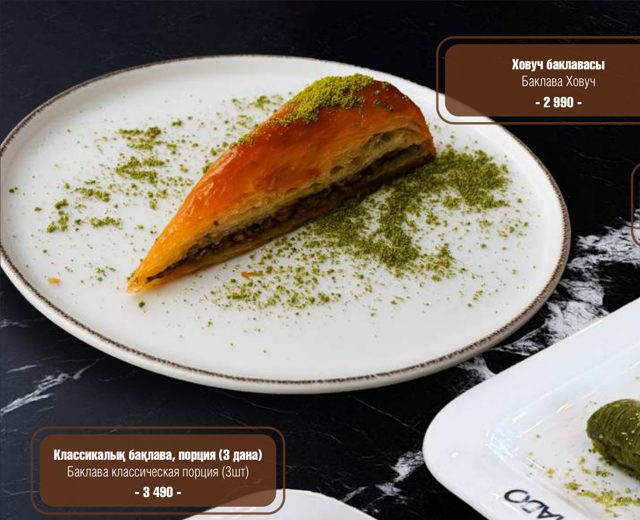 Ховуч баклавасы
Баклава Ховуч
- 2 990 -
Классикалық бақлава, порция (3 дана)
Баклава классическая порция (3шт)
- 3 490 -